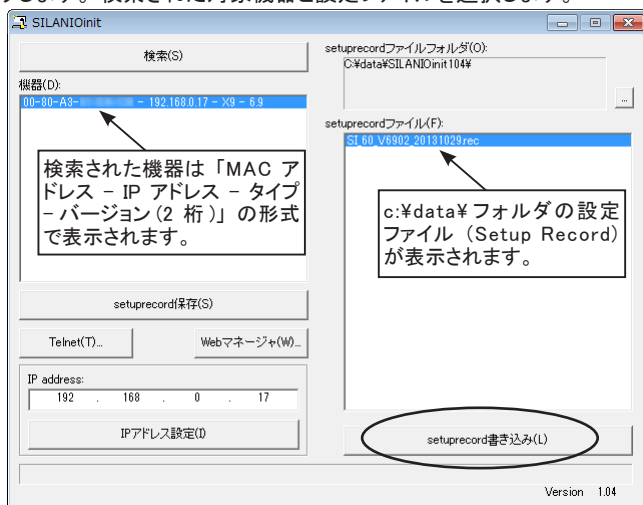 します。検索された対象機器と設定ファイルを選択します。
SILANIOinit
検索(S)
機器(D):
00-80-A3- - 192.168.0.17 - X9 - 6.9
検索された機器は「MAC ア
ドレス − IP アドレス − タイプ
− バージョン(2 桁)」の形式
で表示されます。
setuprecord保存(S)
Telnet(T)...
Webマネージャ(W)...
IP address:
192 . 168 . 0 . 17
IPアドレス設定(I)
setuprecordファイルフォルダ(O):
C:¥data¥SILANIOinit104¥
...
setuprecordファイル(F):
SI_60_V6902_20131029.rec
c:¥data¥フォルダの設定
ファイル（Setup Record）
が表示されます。
setuprecord書き込み(L)
Version 1.04